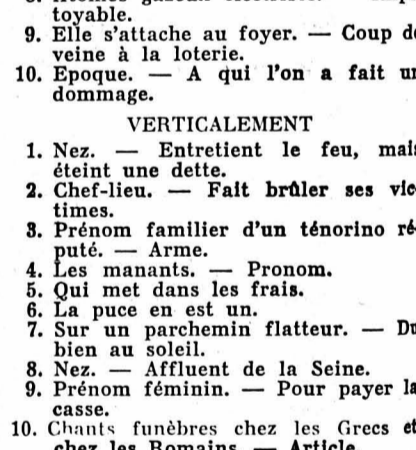 toyable.
9. Elle s'attache au foyer. — Coup de
veine à la loterie.
10. Epoque. — A qui l'on a fait un
dommage.
VERTICALEMENT
1. Nez. — Entretient le feu, mais
éteint une dette.
2. Chef-lieu. — Fait brûler ses vic-
times.
3. Prénom familier d'un ténorino ré-
puté. — Arme.
4. Les manants. — Pronom.
5. Qui met dans les frais.
6. La puce en est un.
7. Sur un parchemin flatteur. — Du
bien au soleil.
8. Nez. — Affluent de la Seine.
9. Prénom féminin. — Pour payer la
casse.
10. Chants funèbres chez les Grecs et
chez les Romains. — Article.